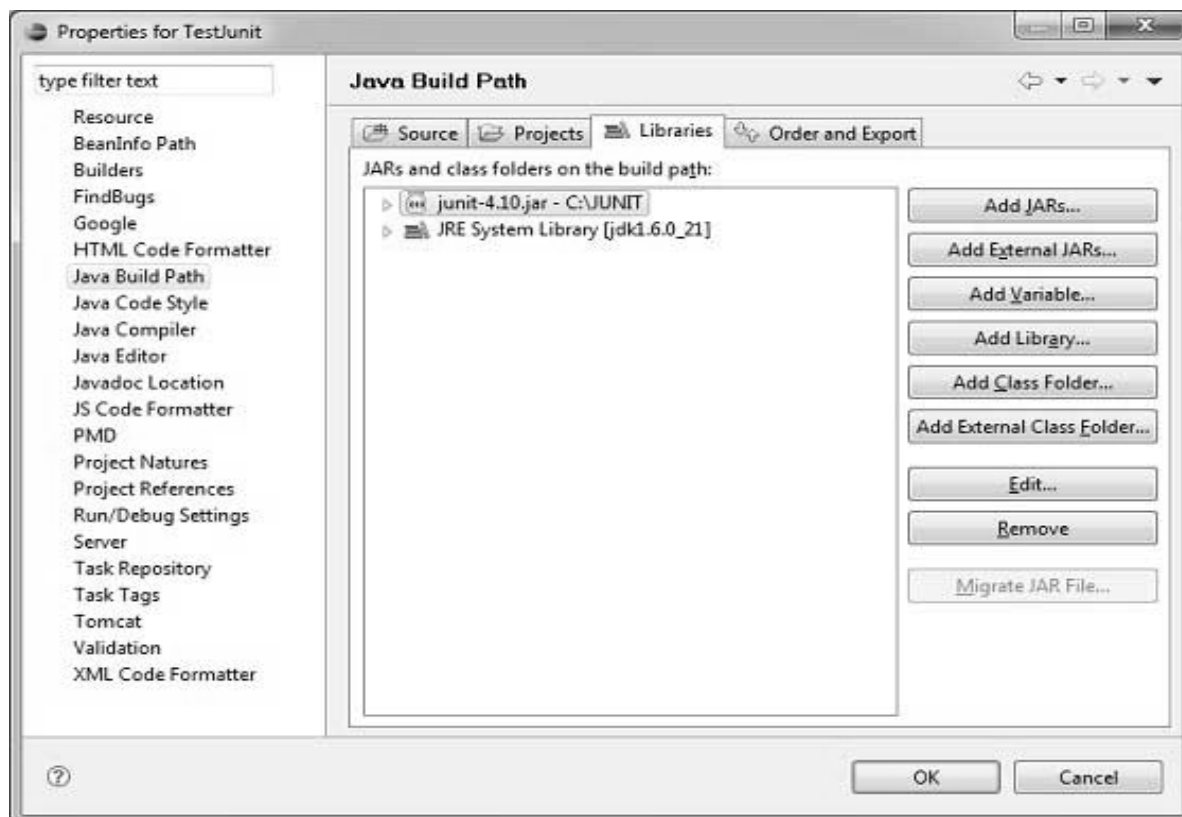 Properties for TestJunit
type filter text
Resource
BeanInfo Path
Builders
FindBugs
Google
HTML Code Formatter
Java Build Path
Java Code Style
Java Compiler
Java Editor
Javadoc Location
JS Code Formatter
PMD
Project Natures
Project References
Run/Debug Settings
Server
Task Repository
Task Tags
Tomcat
Validation
XML Code Formatter
Java Build Path
Source Projects Libraries Order and Export
JARs and class folders on the build path:
junit-4.10.jar - C:\JUNIT
JRE System Library [jdk1.6.0_21]
Add JARs...
Add External JARs...
Add Variable...
Add Library...
Add Class Folder...
Add External Class Folder...
Edit...
Remove
Migrate JAR File...
OK Cancel